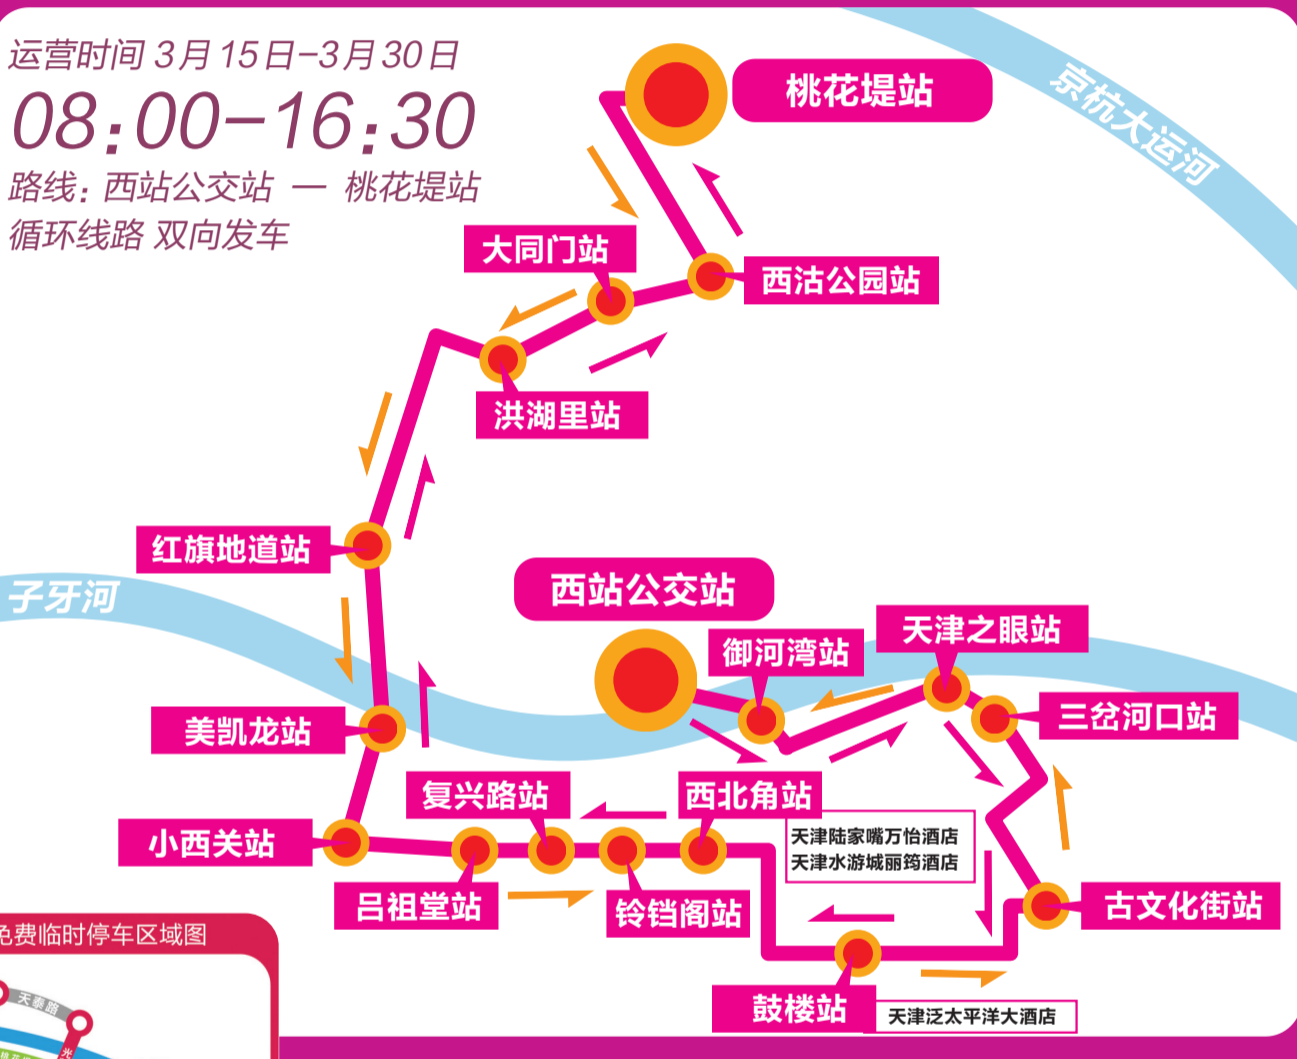 运营时间 3月15日-3月30日
08:00-16:30
路线：西站公交站 — 桃花堤站
循环线路 双向发车
桃花堤站
京杭大运河
大同门站
西沽公园站
洪湖里站
红旗地道站
子牙河
西站公交站
天津之眼站
御河湾站
三岔河口站
美凯龙站
复兴路站
西北角站
小西关站
天津陆家嘴万怡酒店
天津水游城丽筠酒店
吕祖堂站
铃铛阁站
古文化街站
鼓楼站
天津泛太平洋大酒店
免费临时停车区域图
天泰路
光
桃花